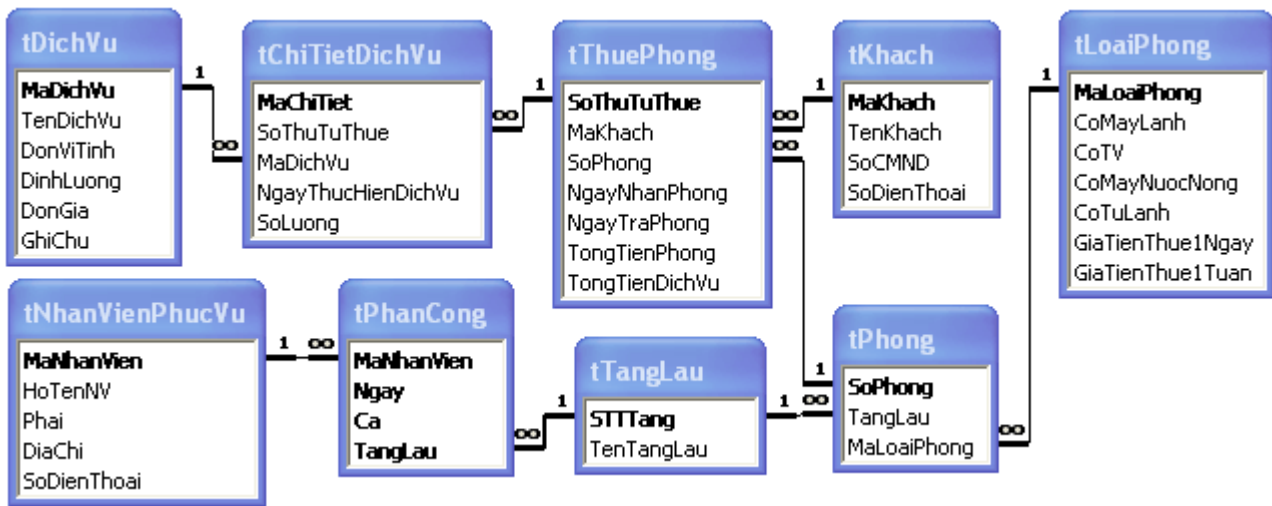 tDichVu
MaDichVu
TenDichVu
DonViTinh
DinhLuong
DonGia
GhiChu
1
∞
tChiTietDichVu
MaChiTiet
SoThuTuThue
MaDichVu
NgayThucHienDichVu
SoLuong
∞
1
tThuePhong
SoThuTuThue
MaKhach
SoPhong
NgayNhanPhong
NgayTraPhong
TongTienPhong
TongTienDichVu
∞
1
∞
1
tKhach
MaKhach
TenKhach
SoCMND
SoDienThoai
tLoaiPhong
MaLoaiPhong
CoMayLanh
CoTV
CoMayNuocNong
CoTuLanh
GiaTienThue1Ngay
GiaTienThue1Tuan
1
∞
tNhanVienPhucVu
MaNhanVien
HoTenNV
Phai
DiaChi
SoDienThoai
1
∞
tPhanCong
MaNhanVien
Ngay
Ca
TangLau
∞
1
tTangLau
STTTang
TenTangLau
1
∞
tPhong
SoPhong
TangLau
MaLoaiPhong